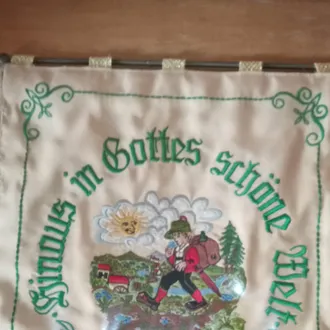 Hinaus in Gottes schöne Welt